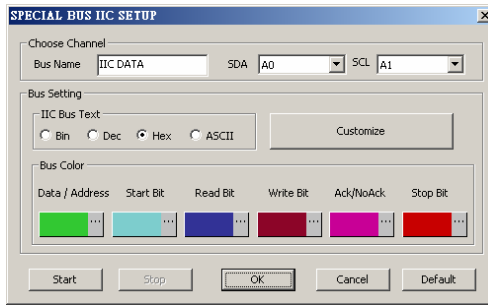 SPECIAL BUS IIC SETUP
Choose Channel
Bus Name IIC DATA SDA A0 SCL A1
Bus Setting
IIC Bus Text
Bin Dec Hex ASCII
Customize
Bus Color
Data / Address Start Bit Read Bit Write Bit Ack/NoAck Stop Bit
... ... ... ... ... ...
Start Stop OK Cancel Default